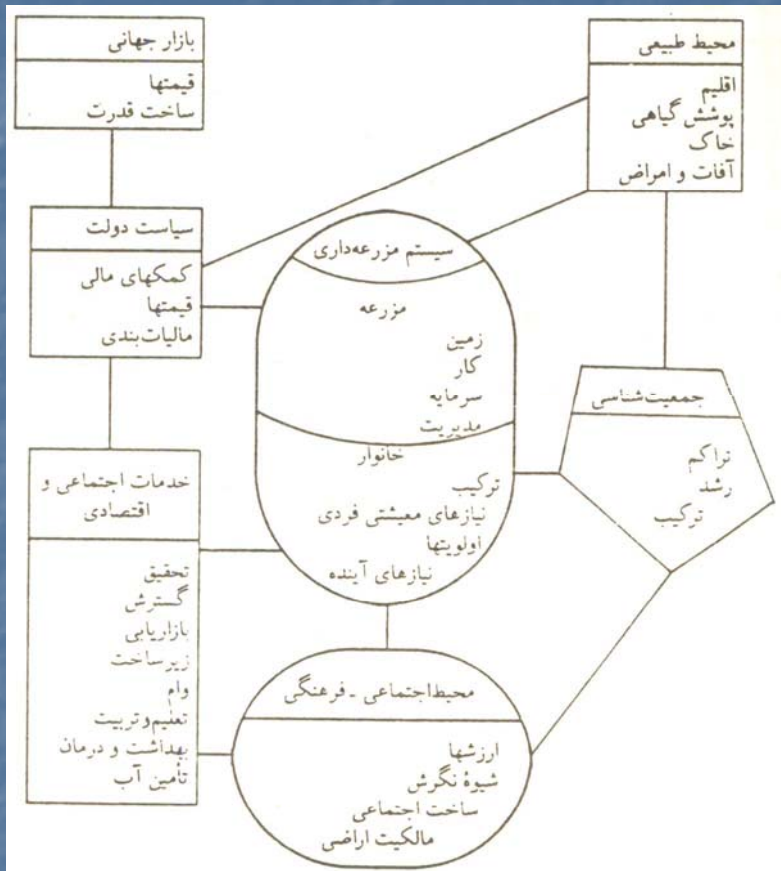 بازار جهانی
قیمتها
ساخت قدرت
محیط طبیعی
اقلیم
پوشش گیاهی
خاک
آفات و امراض
سیاست دولت
کمکهای مالی
قیمتها
مالیات‌بندی
سیستم مزرعه‌داری
مزرعه
زمین
کار
سرمایه
مدیریت
خانوار
ترکیب
نیازهای معیشتی فردی
اولویتها
نیازهای آینده
جمعیت‌شناسی
تراکم
رشد
ترکیب
خدمات اجتماعی و
اقتصادی
تحقیق
گسترش
بازاریابی
زیرساخت
وام
تعلیم‌وتربیت
بهداشت و درمان
تأمین آب
محیط‌اجتماعی - فرهنگی
ارزشها
شیوۀ نگرش
ساخت اجتماعی
مالکیت اراضی